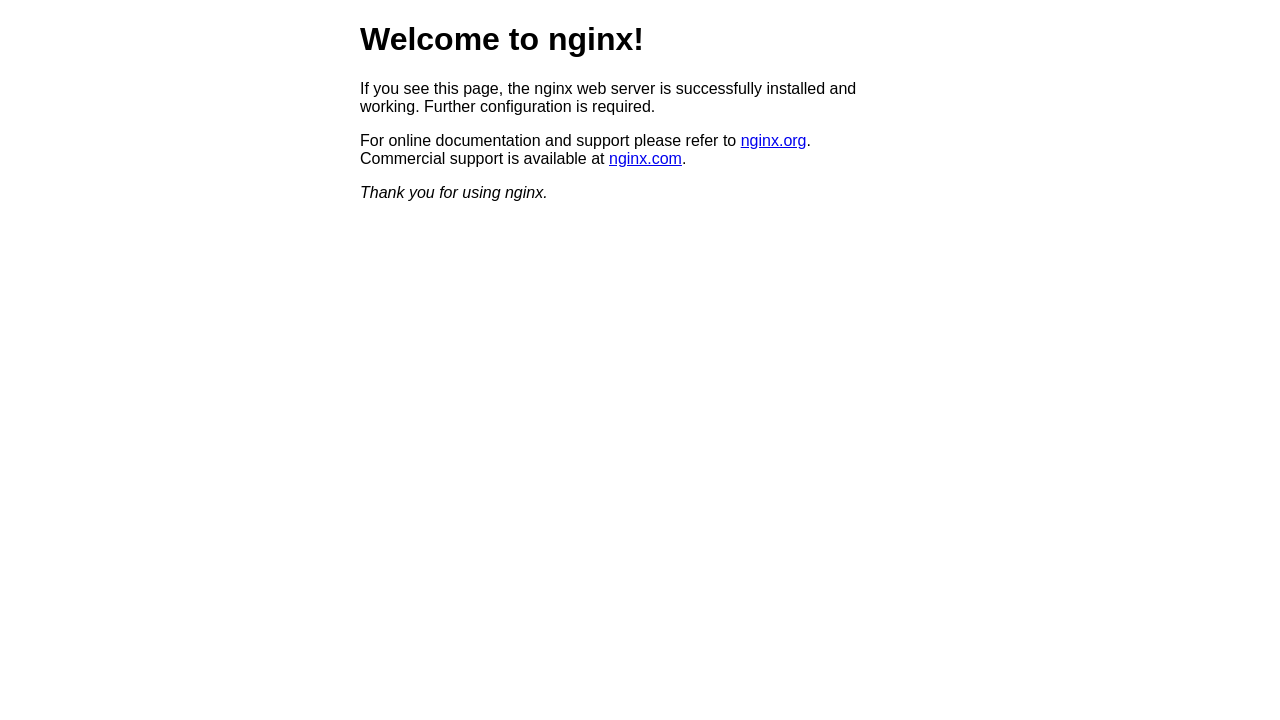 Welcome to nginx!
If you see this page, the nginx web server is successfully installed and
working. Further configuration is required.
For online documentation and support please refer to nginx.org.
Commercial support is available at nginx.com.
Thank you for using nginx.